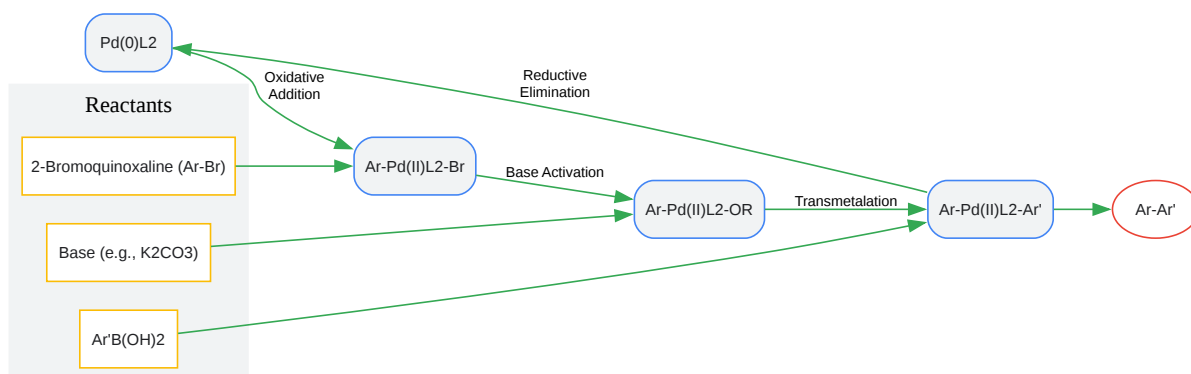 Pd(0)L2
Oxidative
Addition
Reductive
Elimination
Reactants
2-Bromoquinoxaline (Ar-Br)
Ar-Pd(II)L2-Br
Base Activation
Ar-Pd(II)L2-OR
Transmetalation
Ar-Pd(II)L2-Ar'
Ar-Ar'
Base (e.g., K2CO3)
Ar'B(OH)2